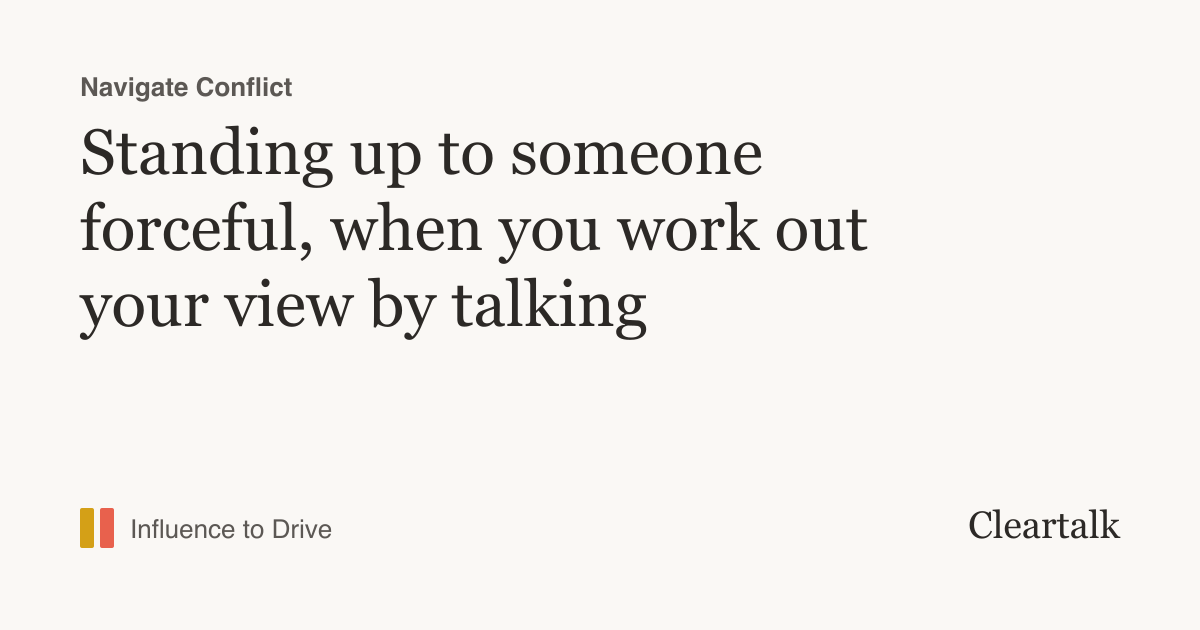 Navigate Conflict
Standing up to someone
forceful, when you work out
your view by talking
Influence to Drive
Cleartalk